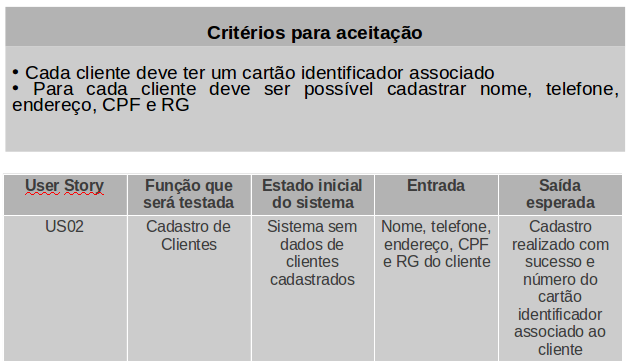 Critérios para aceitação
• Cada cliente deve ter um cartão identificador associado
• Para cada cliente deve ser possível cadastrar nome, telefone,
endereço, CPF e RG
User Story
Função que
será testada
Estado inicial
do sistema
Entrada
Saída
esperada
US02
Cadastro de
Clientes
Sistema sem
dados de
clientes
cadastrados
Nome, telefone,
endereço, CPF
e RG do cliente
Cadastro
realizado com
sucesso e
número do
cartão
identificador
associado ao
cliente